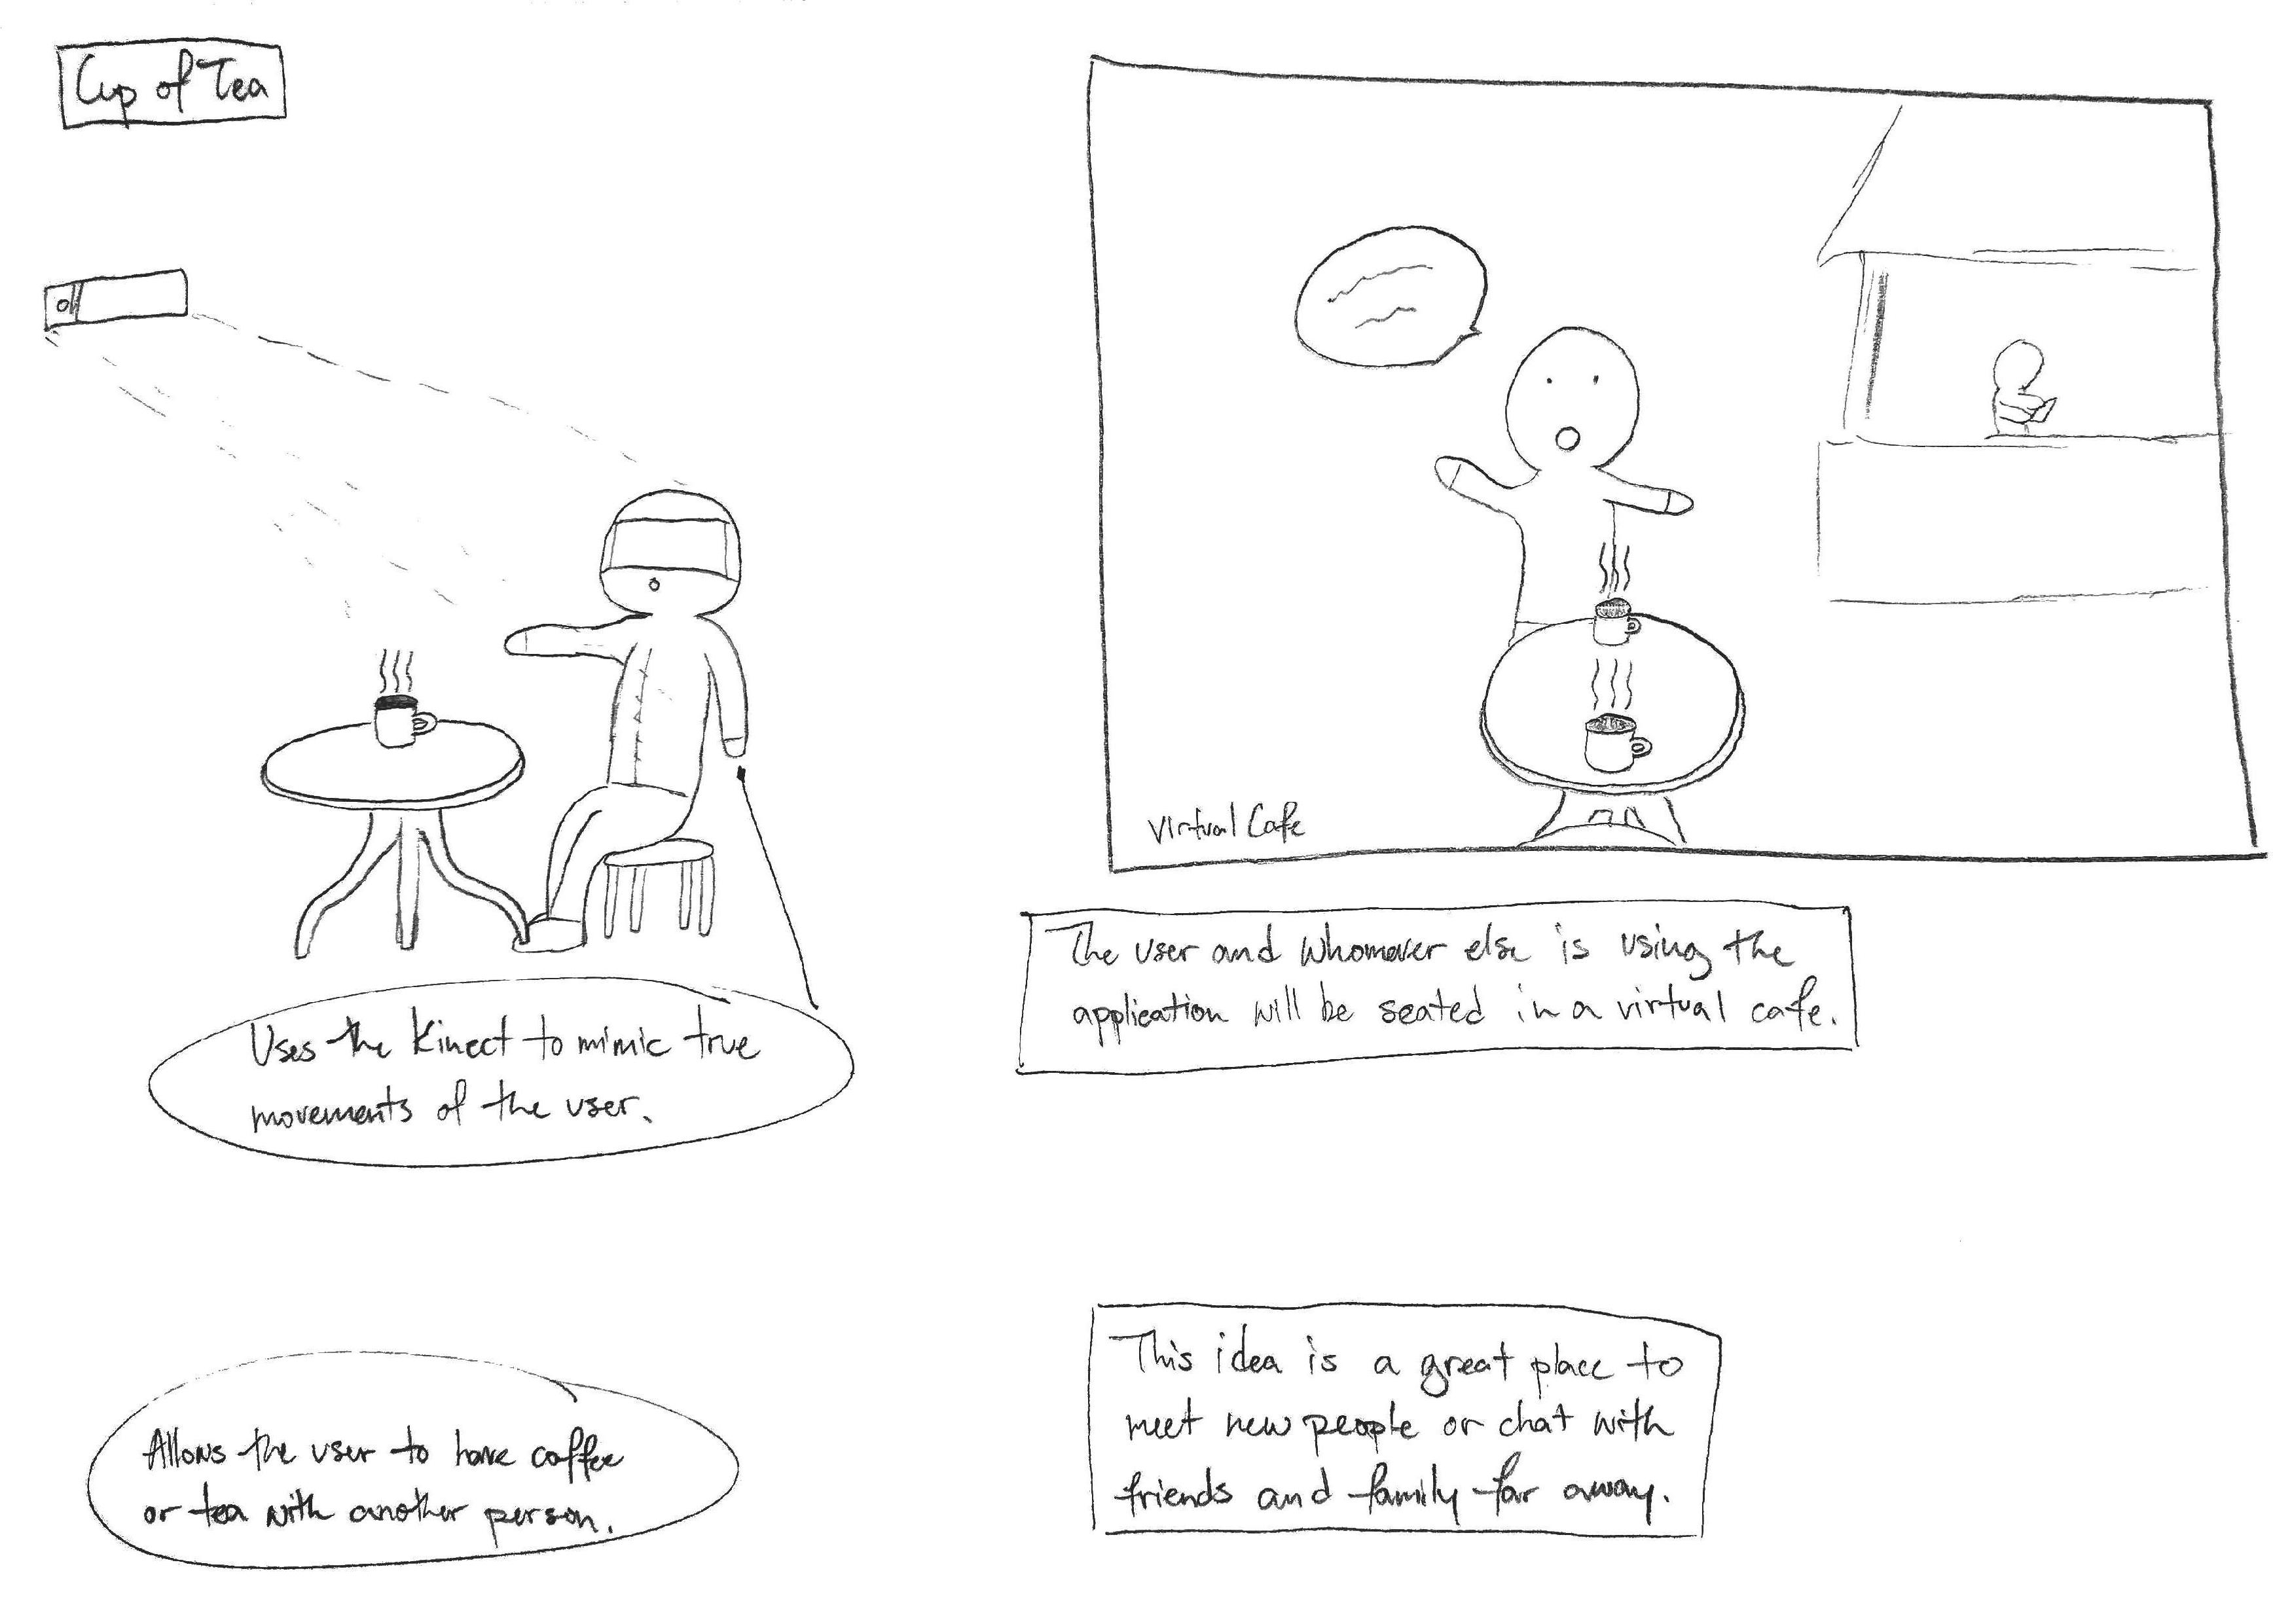 Cup of Tea
Virtual Cafe
Uses the Kinect to mimic true
movements of the user.
The user and whomever else is using the
application will be seated in a virtual cafe.
Allows the user to have coffee
or tea with another person.
This idea is a great place to
meet new people or chat with
friends and family far away.